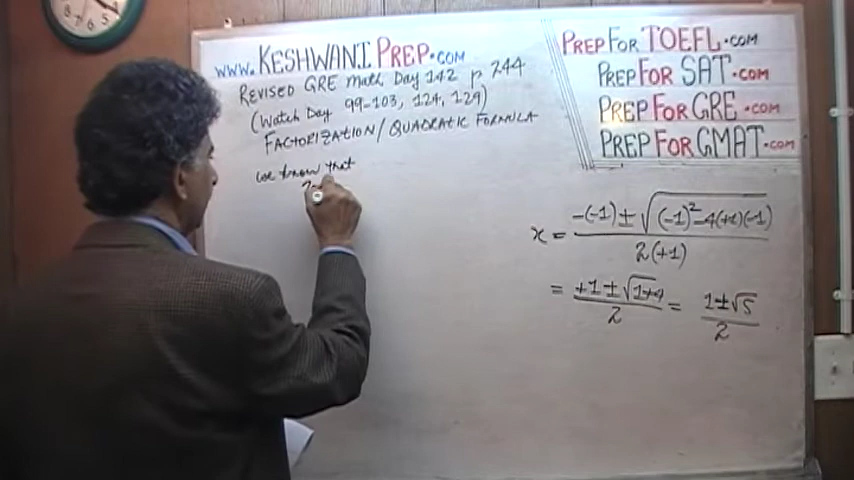 www.KESHWANI PREP.COM
REVISED GRE Math Day 142 p 244
(Watch Day 99-103, 124, 129)
FACTORIZATION/QUADRATIC FORMULA
we know that
PREP FOR TOEFL.COM
PREP FOR SAT.COM
PREP FOR GRE.COM
PREP FOR GMAT.COM
x = -(-1) ± √(-1)² - 4(+1)(-1) / 2(+1)
= +1 ± √1+4 / 2 = 1 ± √5 / 2